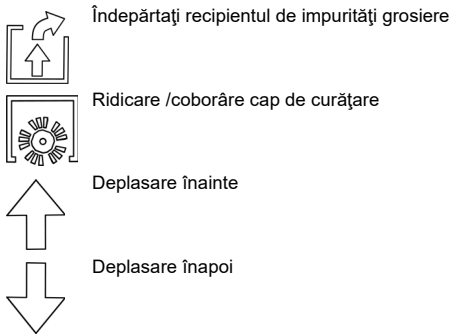 Îndepărtaţi recipientul de impurităţi grosiere
Ridicare /coborâre cap de curăţare
Deplasare înainte
Deplasare înapoi